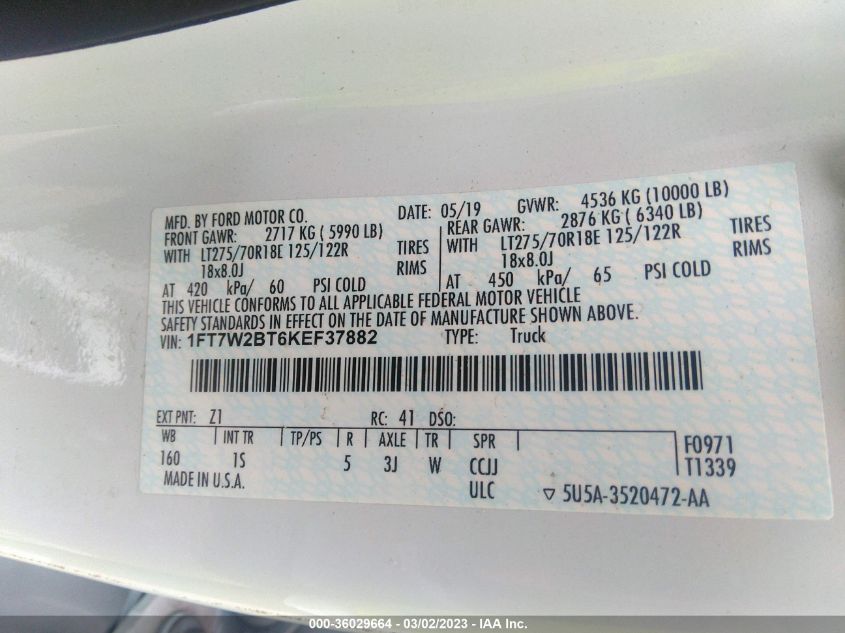 MFD. BY FORD MOTOR CO. DATE: 05/19 GVWR: 4536 KG (10000 LB)
FRONT GAWR: 2717 KG ( 5990 LB) REAR GAWR: 2876 KG ( 6340 LB)
WITH LT275/70R18E 125/122R TIRES WITH LT275/70R18E 125/122R TIRES
18x8.0J RIMS 18x8.0J RIMS
AT 420 kPa/ 60 PSI COLD AT 450 kPa/ 65 PSI COLD
THIS VEHICLE CONFORMS TO ALL APPLICABLE FEDERAL MOTOR VEHICLE
SAFETY STANDARDS IN EFFECT ON THE DATE OF MANUFACTURE SHOWN ABOVE.
VIN: 1FT7W2BT6KEF37882 TYPE: Truck
EXT PNT: Z1 RC: 41 DSO:
WB INT TR TP/PS R AXLE TR SPR F0971
160 1S 5 3J W CCJJ T1339
MADE IN U.S.A. ULC ▽ 5U5A-3520472-AA
000-36029664 - 03/02/2023 - IAA Inc.